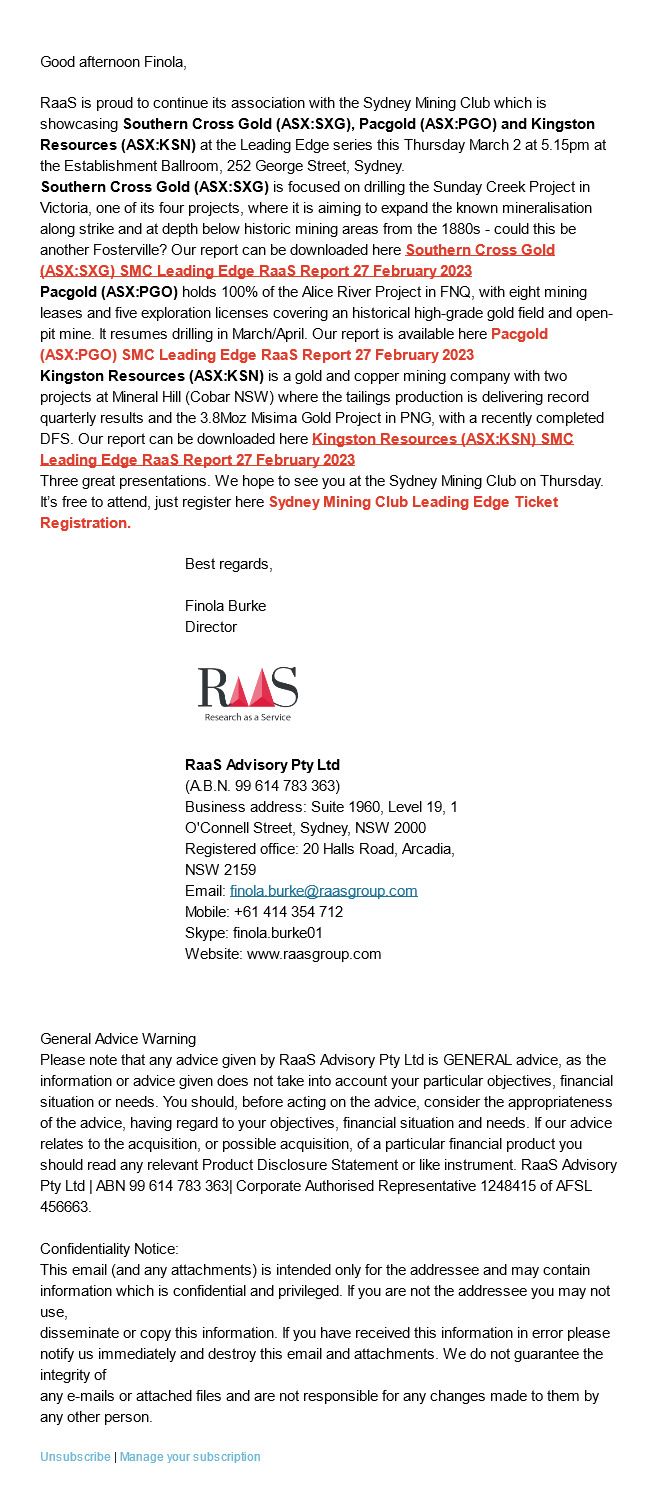 Good afternoon Finola,
RaaS is proud to continue its association with the Sydney Mining Club which is
showcasing Southern Cross Gold (ASX:SXG), Pacgold (ASX:PGO) and Kingston
Resources (ASX:KSN) at the Leading Edge series this Thursday March 2 at 5.15pm at
the Establishment Ballroom, 252 George Street, Sydney.
Southern Cross Gold (ASX:SXG) is focused on drilling the Sunday Creek Project in
Victoria, one of its four projects, where it is aiming to expand the known mineralisation
along strike and at depth below historic mining areas from the 1880s - could this be
another Fosterville? Our report can be downloaded here Southern Cross Gold
(ASX:SXG) SMC Leading Edge RaaS Report 27 February 2023
Pacgold (ASX:PGO) holds 100% of the Alice River Project in FNQ, with eight mining
leases and five exploration licenses covering an historical high-grade gold field and open-
pit mine. It resumes drilling in March/April. Our report is available here Pacgold
(ASX:PGO) SMC Leading Edge RaaS Report 27 February 2023
Kingston Resources (ASX:KSN) is a gold and copper mining company with two
projects at Mineral Hill (Cobar NSW) where the tailings production is delivering record
quarterly results and the 3.8Moz Misima Gold Project in PNG, with a recently completed
DFS. Our report can be downloaded here Kingston Resources (ASX:KSN) SMC
Leading Edge RaaS Report 27 February 2023
Three great presentations. We hope to see you at the Sydney Mining Club on Thursday.
It's free to attend, just register here Sydney Mining Club Leading Edge Ticket
Registration.
Best regards,
Finola Burke
Director
RaaS
Research as a Service
RaaS Advisory Pty Ltd
(A.B.N. 99 614 783 363)
Business address: Suite 1960, Level 19, 1
O'Connell Street, Sydney, NSW 2000
Registered office: 20 Halls Road, Arcadia,
NSW 2159
Email: finola.burke@raasgroup.com
Mobile: +61 414 354 712
Skype: finola.burke01
Website: www.raasgroup.com
General Advice Warning
Please note that any advice given by RaaS Advisory Pty Ltd is GENERAL advice, as the
information or advice given does not take into account your particular objectives, financial
situation or needs. You should, before acting on the advice, consider the appropriateness
of the advice, having regard to your objectives, financial situation and needs. If our advice
relates to the acquisition, or possible acquisition, of a particular financial product you
should read any relevant Product Disclosure Statement or like instrument. RaaS Advisory
Pty Ltd | ABN 99 614 783 363| Corporate Authorised Representative 1248415 of AFSL
456663.
Confidentiality Notice:
This email (and any attachments) is intended only for the addressee and may contain
information which is confidential and privileged. If you are not the addressee you may not
use,
disseminate or copy this information. If you have received this information in error please
notify us immediately and destroy this email and attachments. We do not guarantee the
integrity of
any e-mails or attached files and are not responsible for any changes made to them by
any other person.
Unsubscribe | Manage your subscription